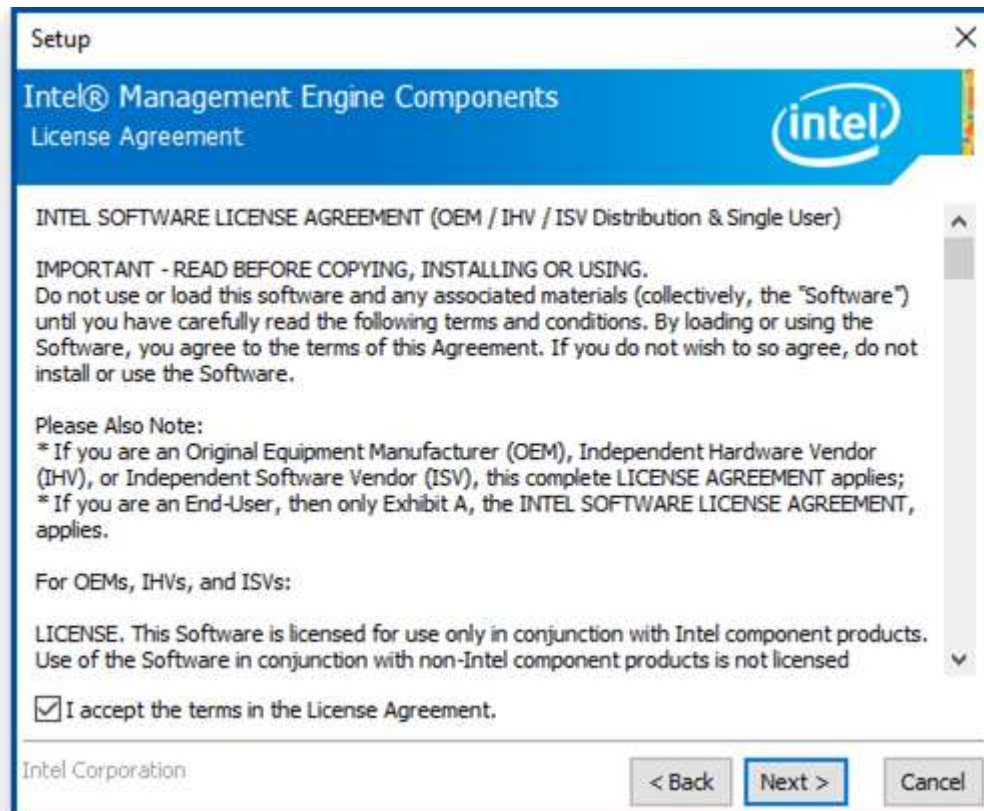 Setup
Intel® Management Engine Components
License Agreement
intel
INTEL SOFTWARE LICENSE AGREEMENT (OEM / IHV / ISV Distribution & Single User)
IMPORTANT - READ BEFORE COPYING, INSTALLING OR USING.
Do not use or load this software and any associated materials (collectively, the "Software")
until you have carefully read the following terms and conditions. By loading or using the
Software, you agree to the terms of this Agreement. If you do not wish to so agree, do not
install or use the Software.
Please Also Note:
* If you are an Original Equipment Manufacturer (OEM), Independent Hardware Vendor
(IHV), or Independent Software Vendor (ISV), this complete LICENSE AGREEMENT applies;
* If you are an End-User, then only Exhibit A, the INTEL SOFTWARE LICENSE AGREEMENT,
applies.
For OEMs, IHVs, and ISVs:
LICENSE. This Software is licensed for use only in conjunction with Intel component products.
Use of the Software in conjunction with non-Intel component products is not licensed
I accept the terms in the License Agreement.
Intel Corporation
< Back
Next >
Cancel